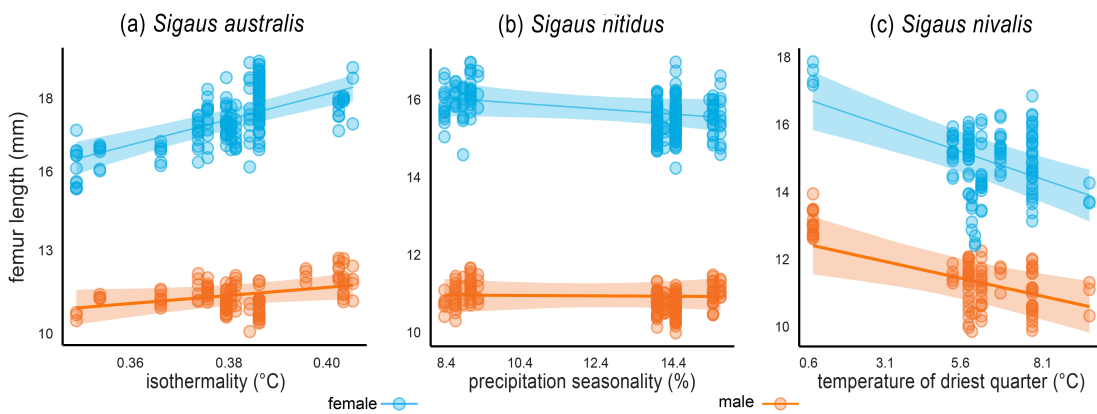 (a) Sigaus australis
(b) Sigaus nitidus
(c) Sigaus nivalis
femur length (mm)
18
16
13
10
0.36 0.38 0.40
isothermality (°C)
16
14
12
10
8.4 10.4 12.4 14.4
precipitation seasonality (%)
18
16
14
12
10
0.6 3.1 5.6 8.1
temperature of driest quarter (°C)
female male